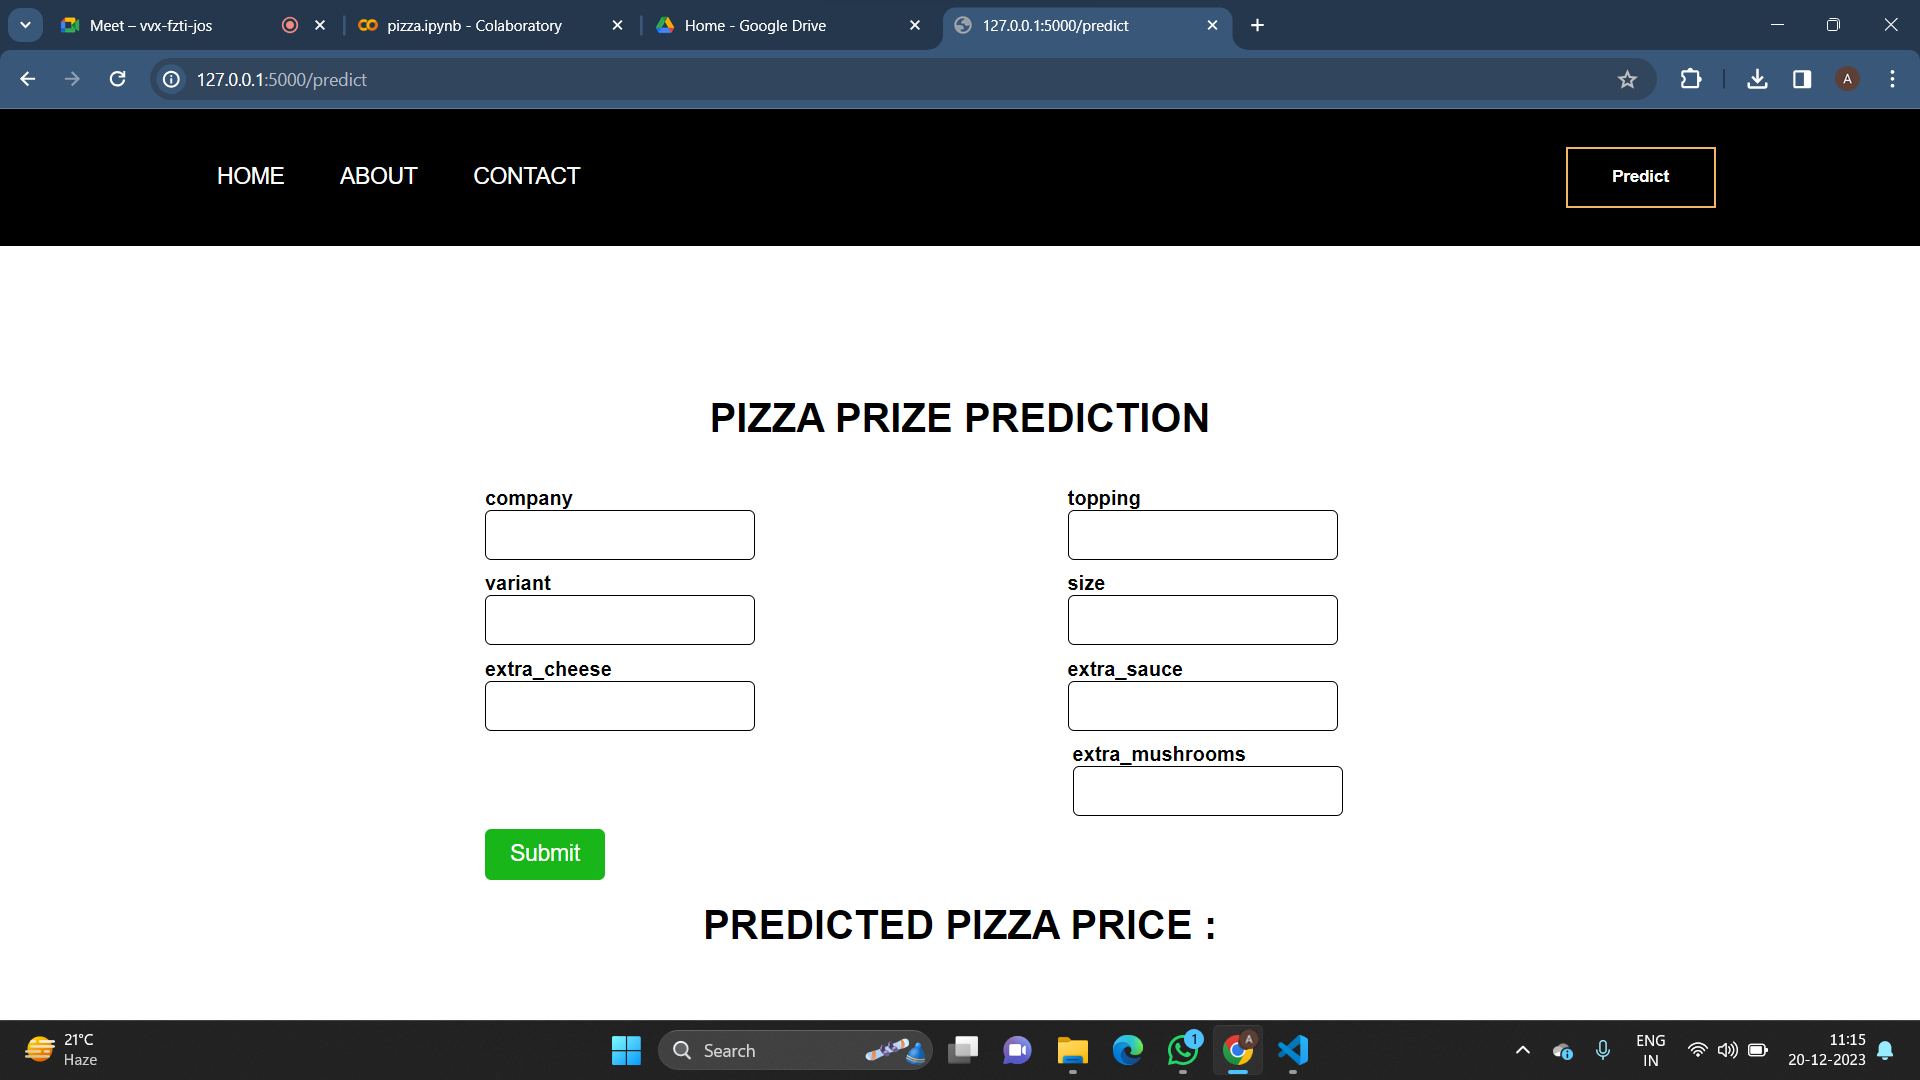 Meet – vvx-fzti-jos
pizza.ipynb - Colaboratory
Home - Google Drive
127.0.0.1:5000/predict
127.0.0.1:5000/predict
A
HOME ABOUT CONTACT
Predict
PIZZA PRIZE PREDICTION
company
topping
variant
size
extra_cheese
extra_sauce
extra_mushrooms
Submit
PREDICTED PIZZA PRICE :
21°C
Haze
Search
1
A
ENG
IN
11:15
20-12-2023